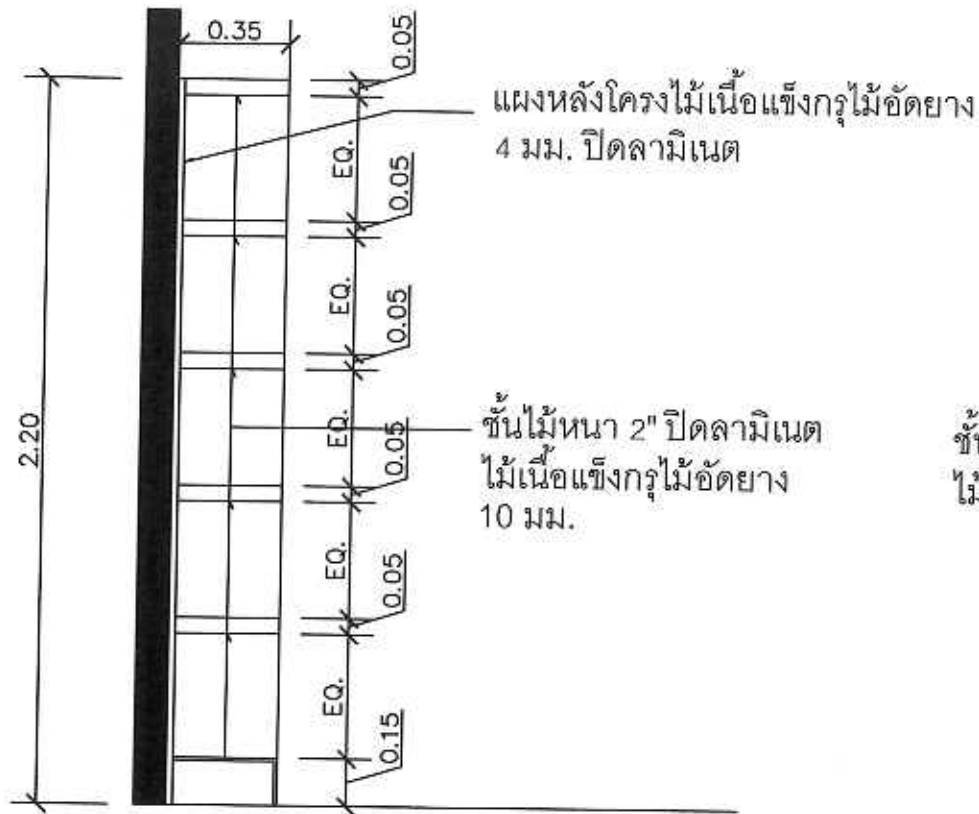 0.35
0.05
แผงหลังโครงไม้เนื้อแข็งกรุไม้อัดยาง
4 มม. ปิดลามิเนต
EQ.
0.05
EQ.
0.05
2.20
EQ.
ชั้นไม้หนา 2" ปิดลามิเนต
ไม้เนื้อแข็งกรุไม้อัดยาง
10 มม.
0.05
EQ.
0.05
EQ.
0.15